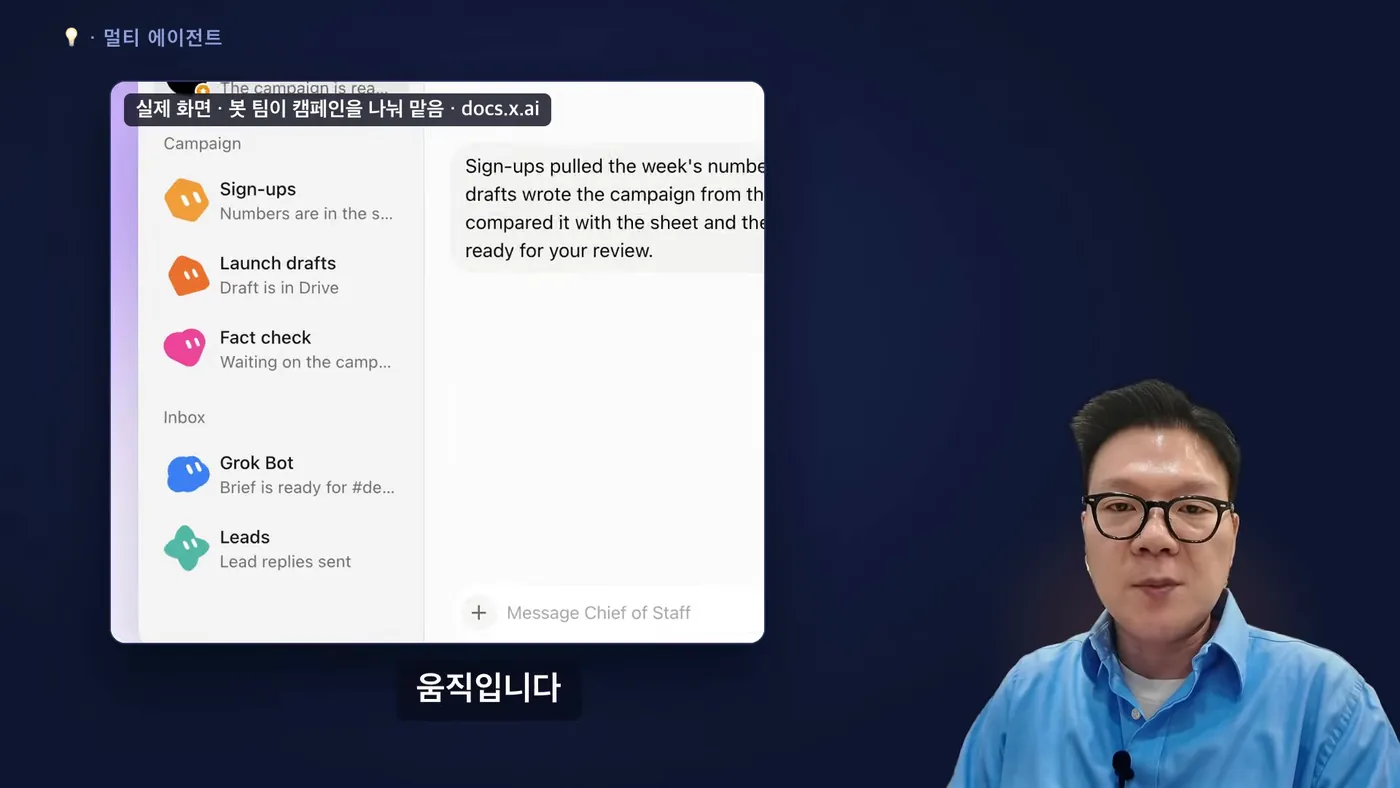 · 멀티 에이전트
The campaign is rea...
실제 화면 · 봇 팀이 캠페인을 나눠 맡음 · docs.x.ai
Campaign
Sign-ups
Numbers are in the s...
Launch drafts
Draft is in Drive
Fact check
Waiting on the camp...
Inbox
Grok Bot
Brief is ready for #de...
Leads
Lead replies sent
Sign-ups pulled the week's numbe
drafts wrote the campaign from th
compared it with the sheet and the
ready for your review.
+ Message Chief of Staff
움직입니다